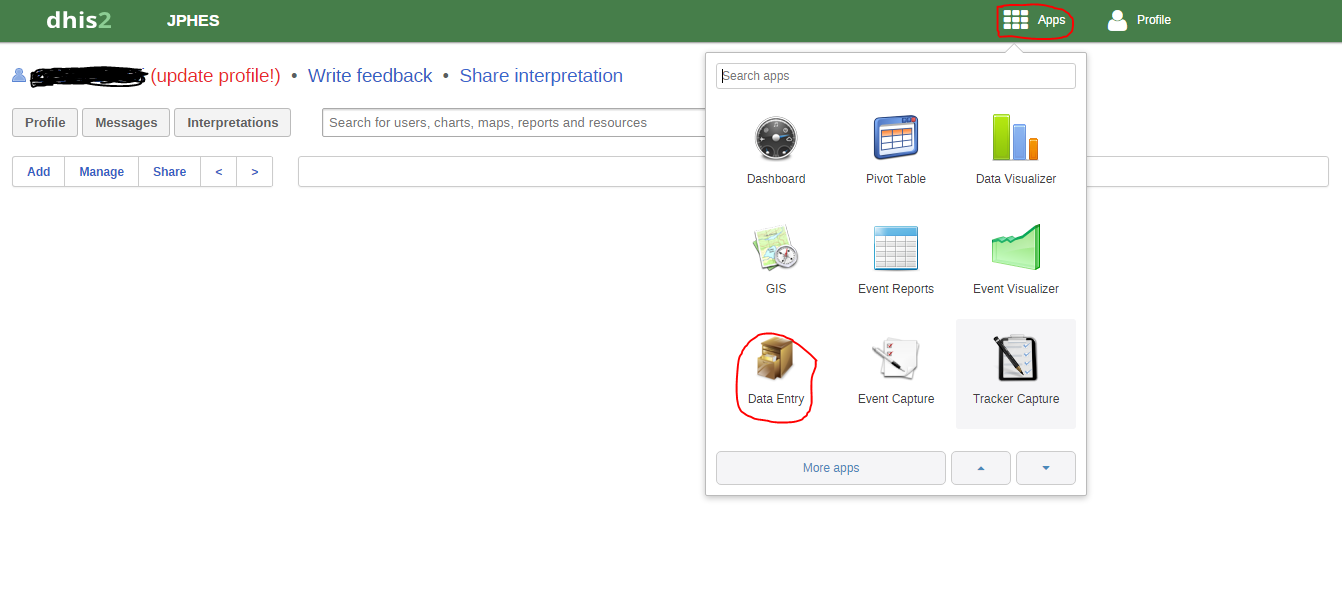 dhis2 JPHES Apps Profile
(update profile!) • Write feedback • Share interpretation
Profile Messages Interpretations
Search for users, charts, maps, reports and resources
Add Manage Share < >
Search apps
Dashboard Pivot Table Data Visualizer
GIS Event Reports Event Visualizer
Data Entry Event Capture Tracker Capture
More apps